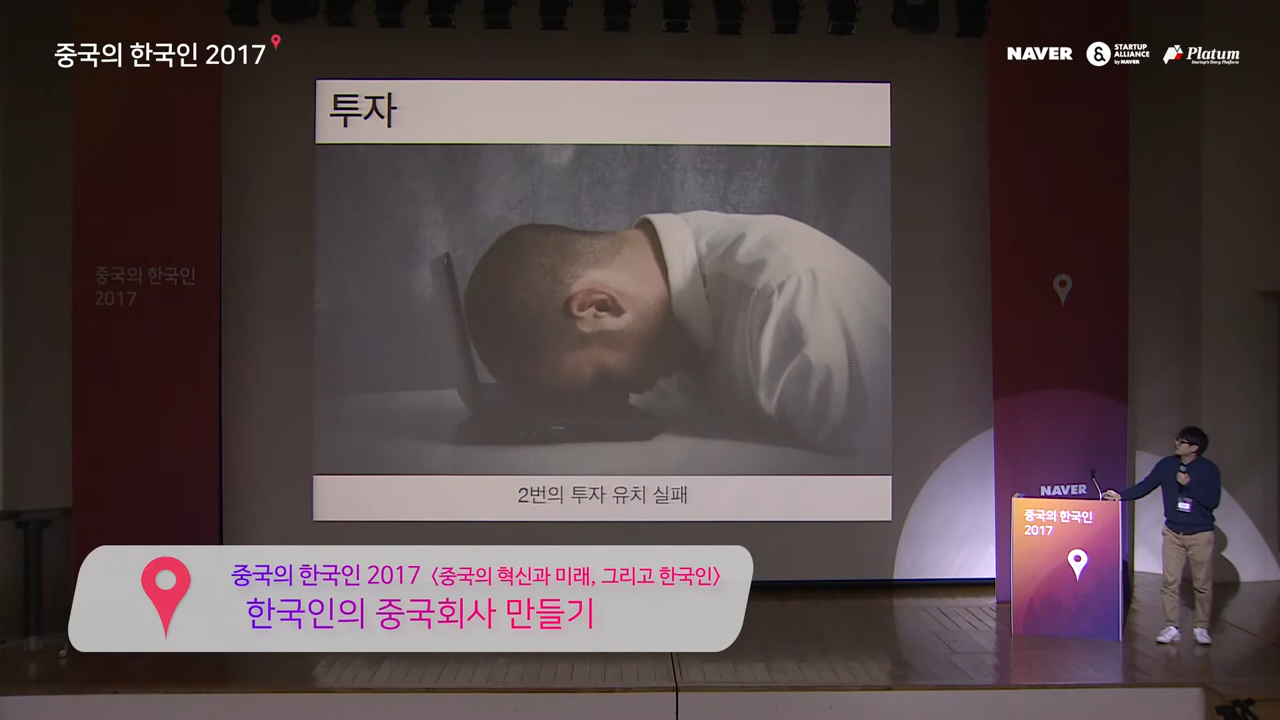 중국의 한국인 2017
NAVER
&
STARTUP
ALLIANCE
by NAVER
Platum
Startup's Story Platform
투자
중국의 한국인
2017
2번의 투자 유치 실패
NAVER
중국의 한국인
2017
중국의 한국인 2017 〈중국의 혁신과 미래, 그리고 한국인〉
한국인의 중국회사 만들기